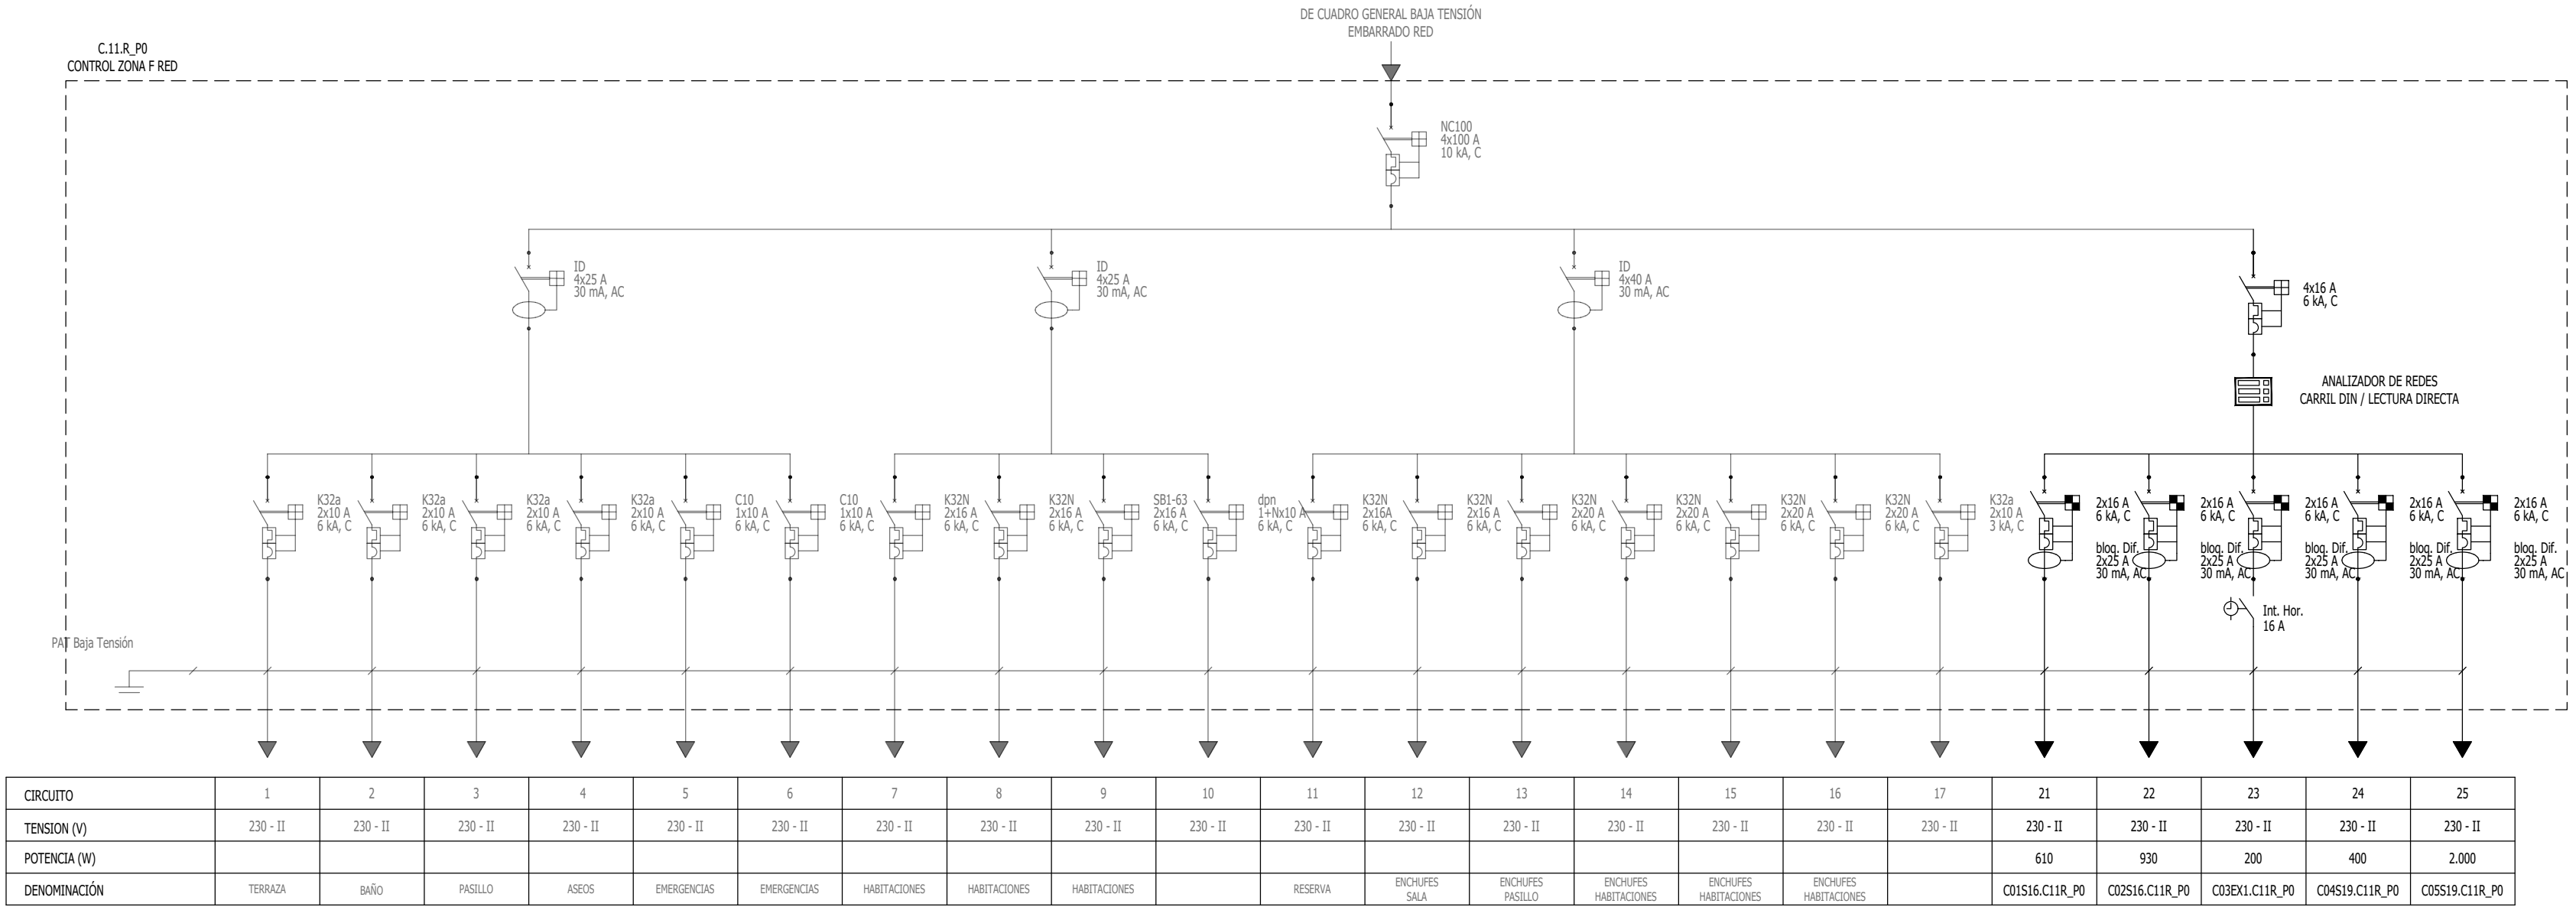 DE CUADRO GENERAL BAJA TENSIÓN
EMBARRADO RED
C.11.R_P0
CONTROL ZONA F RED
NC100
4x100 A
10 kA, C
ID
4x25 A
30 mA, AC
ID
4x25 A
30 mA, AC
ID
4x40 A
30 mA, AC
4x16 A
6 kA, C
ANALIZADOR DE REDES
CARRIL DIN / LECTURA DIRECTA
K32a
2x10 A
6 kA, C
K32a
2x10 A
6 kA, C
K32a
2x10 A
6 kA, C
K32a
2x10 A
6 kA, C
C10
1x10 A
6 kA, C
C10
1x10 A
6 kA, C
K32N
2x16 A
6 kA, C
K32N
2x16 A
6 kA, C
SB1-63
2x16 A
6 kA, C
dpn
1+Nx10 A
6 kA, C
K32N
2x16A
6 kA, C
K32N
2x16 A
6 kA, C
K32N
2x20 A
6 kA, C
K32N
2x20 A
6 kA, C
K32N
2x20 A
6 kA, C
K32N
2x20 A
6 kA, C
K32a
2x10 A
3 kA, C
2x16 A
6 kA, C
bloq. Dif.
2x25 A
30 mA, AC
2x16 A
6 kA, C
bloq. Dif.
2x25 A
30 mA, AC
2x16 A
6 kA, C
bloq. Dif.
2x25 A
30 mA, AC
2x16 A
6 kA, C
bloq. Dif.
2x25 A
30 mA, AC
2x16 A
6 kA, C
bloq. Dif.
2x25 A
30 mA, AC
Int. Hor.
16 A
PAT Baja Tensión
CIRCUITO 1 2 3 4 5 6 7 8 9 10 11 12 13 14 15 16 17 21 22 23 24 25
TENSION (V) 230 - II 230 - II 230 - II 230 - II 230 - II 230 - II 230 - II 230 - II 230 - II 230 - II 230 - II 230 - II 230 - II 230 - II 230 - II 230 - II 230 - II 230 - II 230 - II 230 - II 230 - II 230 - II
POTENCIA (W) 610 930 200 400 2.000
DENOMINACIÓN TERRAZA BAÑO PASILLO ASEOS EMERGENCIAS EMERGENCIAS HABITACIONES HABITACIONES HABITACIONES RESERVA ENCHUFES SALA ENCHUFES PASILLO ENCHUFES HABITACIONES ENCHUFES HABITACIONES ENCHUFES HABITACIONES C01S16.C11R_P0 C02S16.C11R_P0 C03EX1.C11R_P0 C04S19.C11R_P0 C05S19.C11R_P0